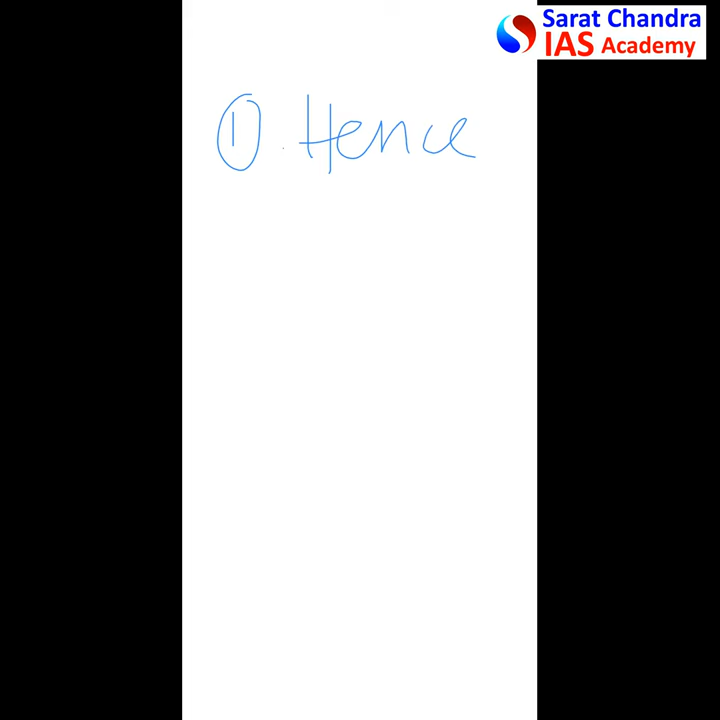 Sarat Chandra
IAS Academy
① . Hence